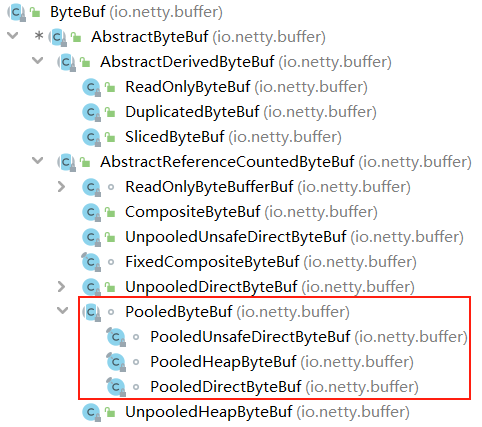 ByteBuf (io.netty.buffer)
AbstractByteBuf (io.netty.buffer)
AbstractDerivedByteBuf (io.netty.buffer)
ReadOnlyByteBuf (io.netty.buffer)
DuplicatedByteBuf (io.netty.buffer)
SlicedByteBuf (io.netty.buffer)
AbstractReferenceCountedByteBuf (io.netty.buffer)
ReadOnlyByteBufferBuf (io.netty.buffer)
CompositeByteBuf (io.netty.buffer)
UnpooledUnsafeDirectByteBuf (io.netty.buffer)
FixedCompositeByteBuf (io.netty.buffer)
UnpooledDirectByteBuf (io.netty.buffer)
PooledByteBuf (io.netty.buffer)
PooledUnsafeDirectByteBuf (io.netty.buffer)
PooledHeapByteBuf (io.netty.buffer)
PooledDirectByteBuf (io.netty.buffer)
UnpooledHeapByteBuf (io.netty.buffer)